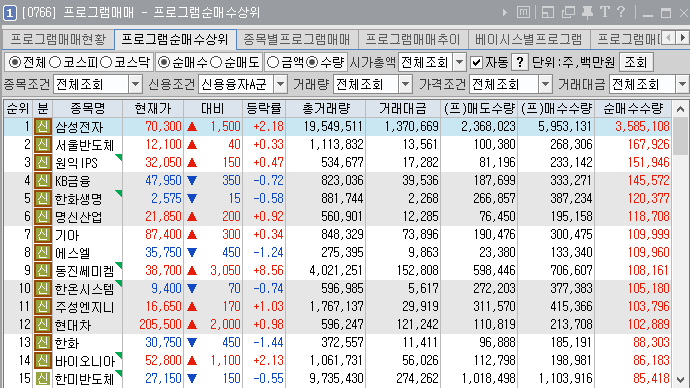 1 [0766] 프로그램매매 - 프로그램순매수상위
프로그램매매현황 프로그램순매수상위 종목별프로그램매매 프로그램매매추이 베이시스별프로그램 프로그램매
전체 코스피 코스닥 순매수 순매도 금액 수량 시가총액 전체조회 자동 ? 단위:주,백만원 조회
종목조건 전체조회 신용조건 신용융자A군 거래량 전체조회 가격조건 전체조회 거래대금 전체조회
순위 분 종목명 현재가 대비 등락률 총거래량 거래대금 (프)매도수량 (프)매수수량 순매수수량
1 신 삼성전자 70,300 ▲ 1,500 +2.18 19,549,511 1,370,669 2,368,023 5,953,131 3,585,108
2 신 서울반도체 12,100 ▲ 40 +0.33 1,113,832 13,561 100,380 268,306 167,926
3 신 원익IPS 32,050 ▲ 150 +0.47 534,677 17,282 81,196 233,142 151,946
4 신 KB금융 47,950 ▼ 350 -0.72 823,036 39,536 187,699 333,271 145,572
5 신 한화생명 2,575 ▼ 15 -0.58 881,744 2,268 266,857 387,234 120,377
6 신 명신산업 21,850 ▲ 200 +0.92 560,901 12,285 76,450 195,158 118,708
7 신 기아 87,400 ▲ 300 +0.34 848,329 73,896 190,476 300,475 109,999
8 신 에스엘 35,750 ▼ 450 -1.24 275,395 9,863 23,380 133,340 109,960
9 신 동진쎄미켐 38,700 ▲ 3,050 +8.56 4,021,251 152,808 598,446 706,607 108,161
10 신 한온시스템 9,400 ▼ 70 -0.74 596,985 5,617 272,203 377,383 105,180
11 신 주성엔지니 16,650 ▲ 170 +1.03 1,767,137 29,919 311,570 415,366 103,796
12 신 현대차 205,500 ▲ 2,000 +0.98 596,247 121,242 110,819 213,708 102,889
13 신 한화 30,750 ▼ 450 -1.44 372,557 11,411 96,888 185,191 88,303
14 신 바이오니아 52,800 ▲ 1,100 +2.13 1,061,731 56,026 112,798 198,981 86,183
15 신 한미반도체 27,150 ▼ 150 -0.55 9,735,430 274,262 1,018,498 1,103,916 85,418